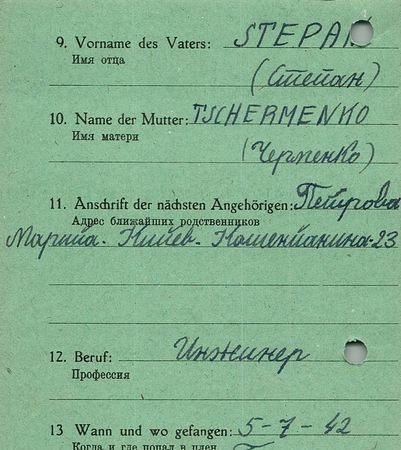 9. Vorname des Vaters: STEPAN
Имя отца
(Степан)
10. Name der Mutter: TSCHERMENKO
Имя матери
(Черменко)
11. Anschrift der nächsten Angehörigen: Петрова
Адрес ближайших родственников
Мария. Киев.
12. Beruf: Инжинер
Профессия
13 Wann und wo gefangen: 5-7-42
Когда и где попал в плен